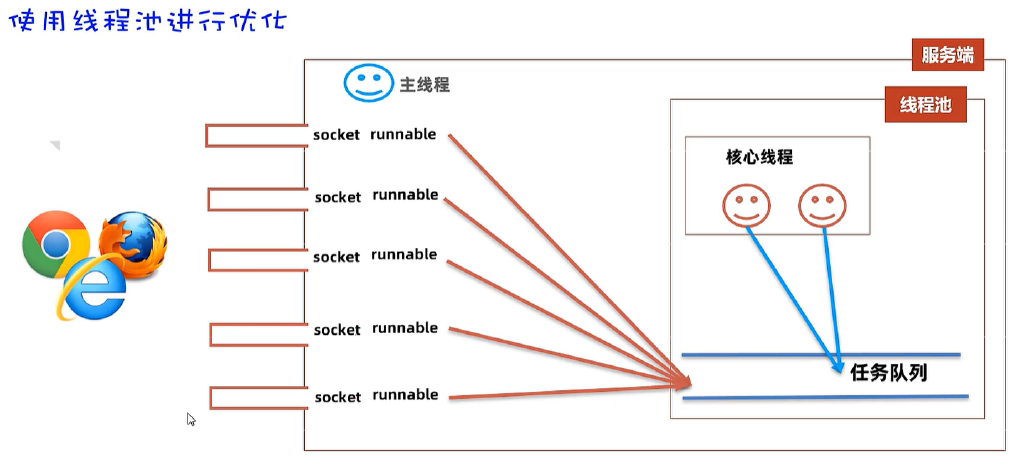 使用线程池进行优化
服务端
主线程
线程池
socket runnable
核心线程
socket runnable
socket runnable
socket runnable
任务队列
socket runnable